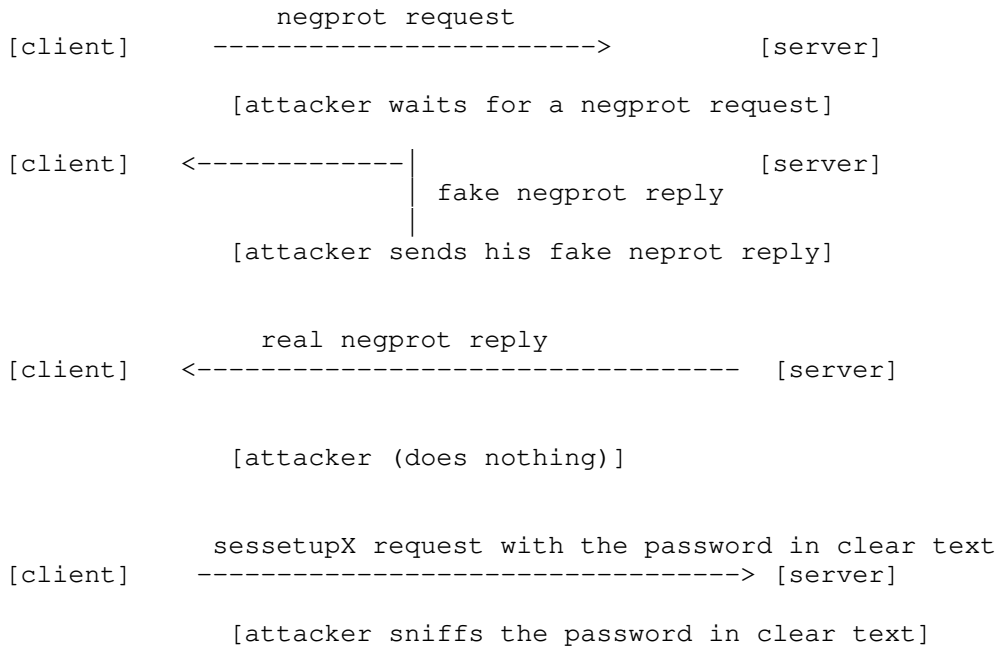 negprot request
[client] ------------------------> [server]
[attacker waits for a negprot request]
[client] <-------------| [server]
| fake negprot reply
|
[attacker sends his fake neprot reply]
real negprot reply
[client] <---------------------------------- [server]
[attacker (does nothing)]
sessetupX request with the password in clear text
[client] ----------------------------------> [server]
[attacker sniffs the password in clear text]